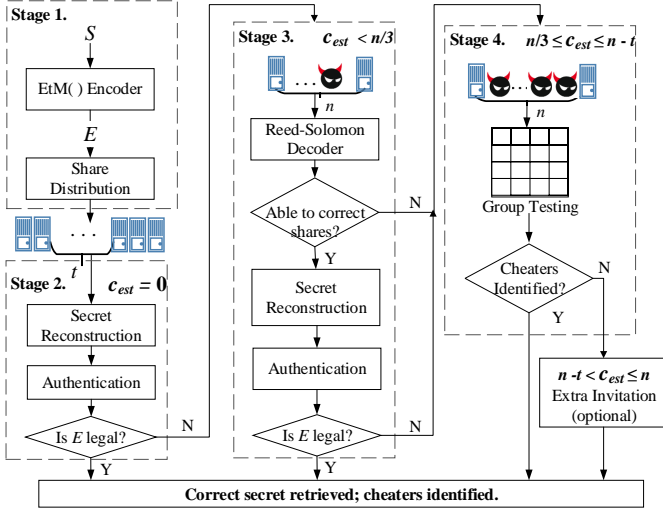 Stage 1.
S
EtM( ) Encoder
E
Share
Distribution
. . .
t
Stage 2.
c_est = 0
Secret
Reconstruction
Authentication
Is E legal?
N
Y
Stage 3.
c_est < n/3
. . .
n
Reed-Solomon
Decoder
Able to correct
shares?
N
Y
Secret
Reconstruction
Authentication
Is E legal?
N
Y
Stage 4.
n/3 ≤ c_est ≤ n - t
. . .
n
Group Testing
Cheaters
Identified?
N
Y
n -t < c_est ≤ n
Extra Invitation
(optional)
Correct secret retrieved; cheaters identified.